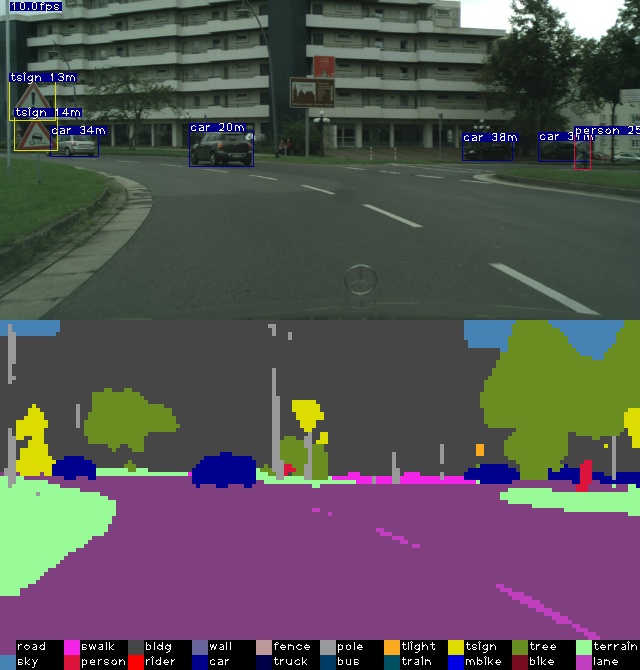 10.0fps
tsign 13m
tsign 14m
car 34m
car 20m
car 38m
car 31m
person 25
road swalk bldg wall fence pole tlight tsign tree terrain
sky person rider car truck bus train mbike bike lane